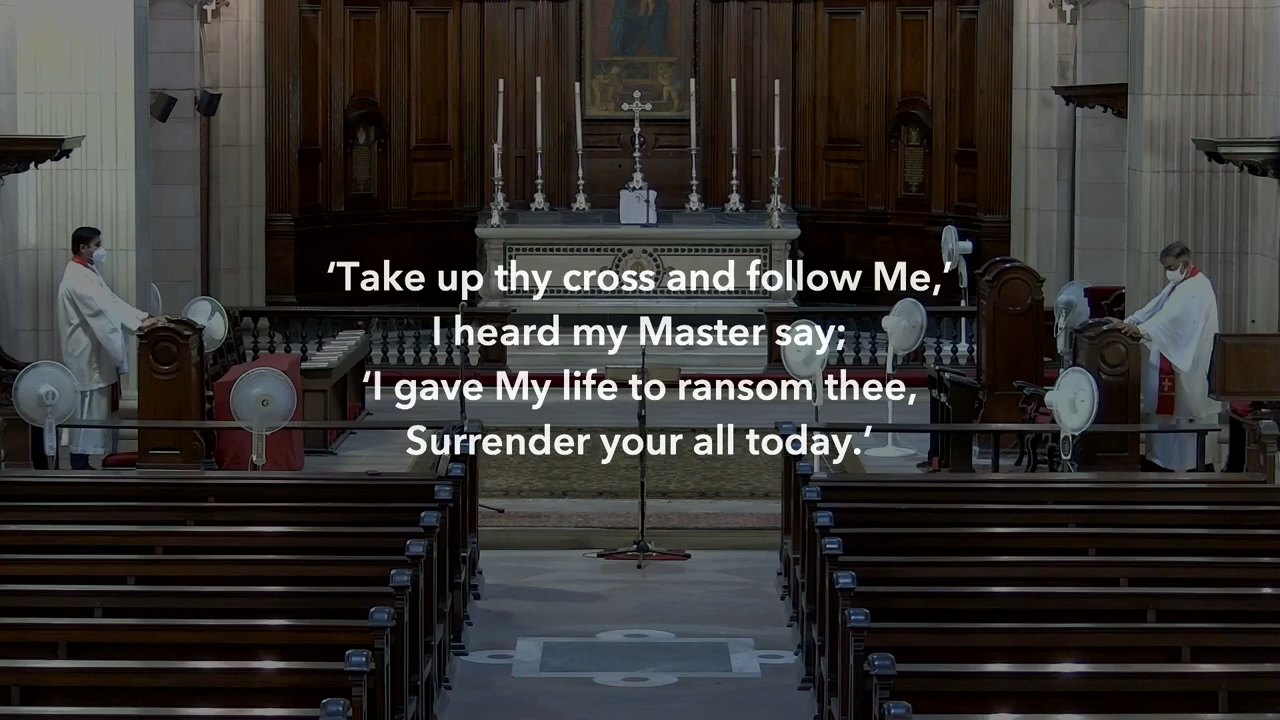 ‘Take up thy cross and follow Me,’
I heard my Master say;
‘I gave My life to ransom thee,
Surrender your all today.’